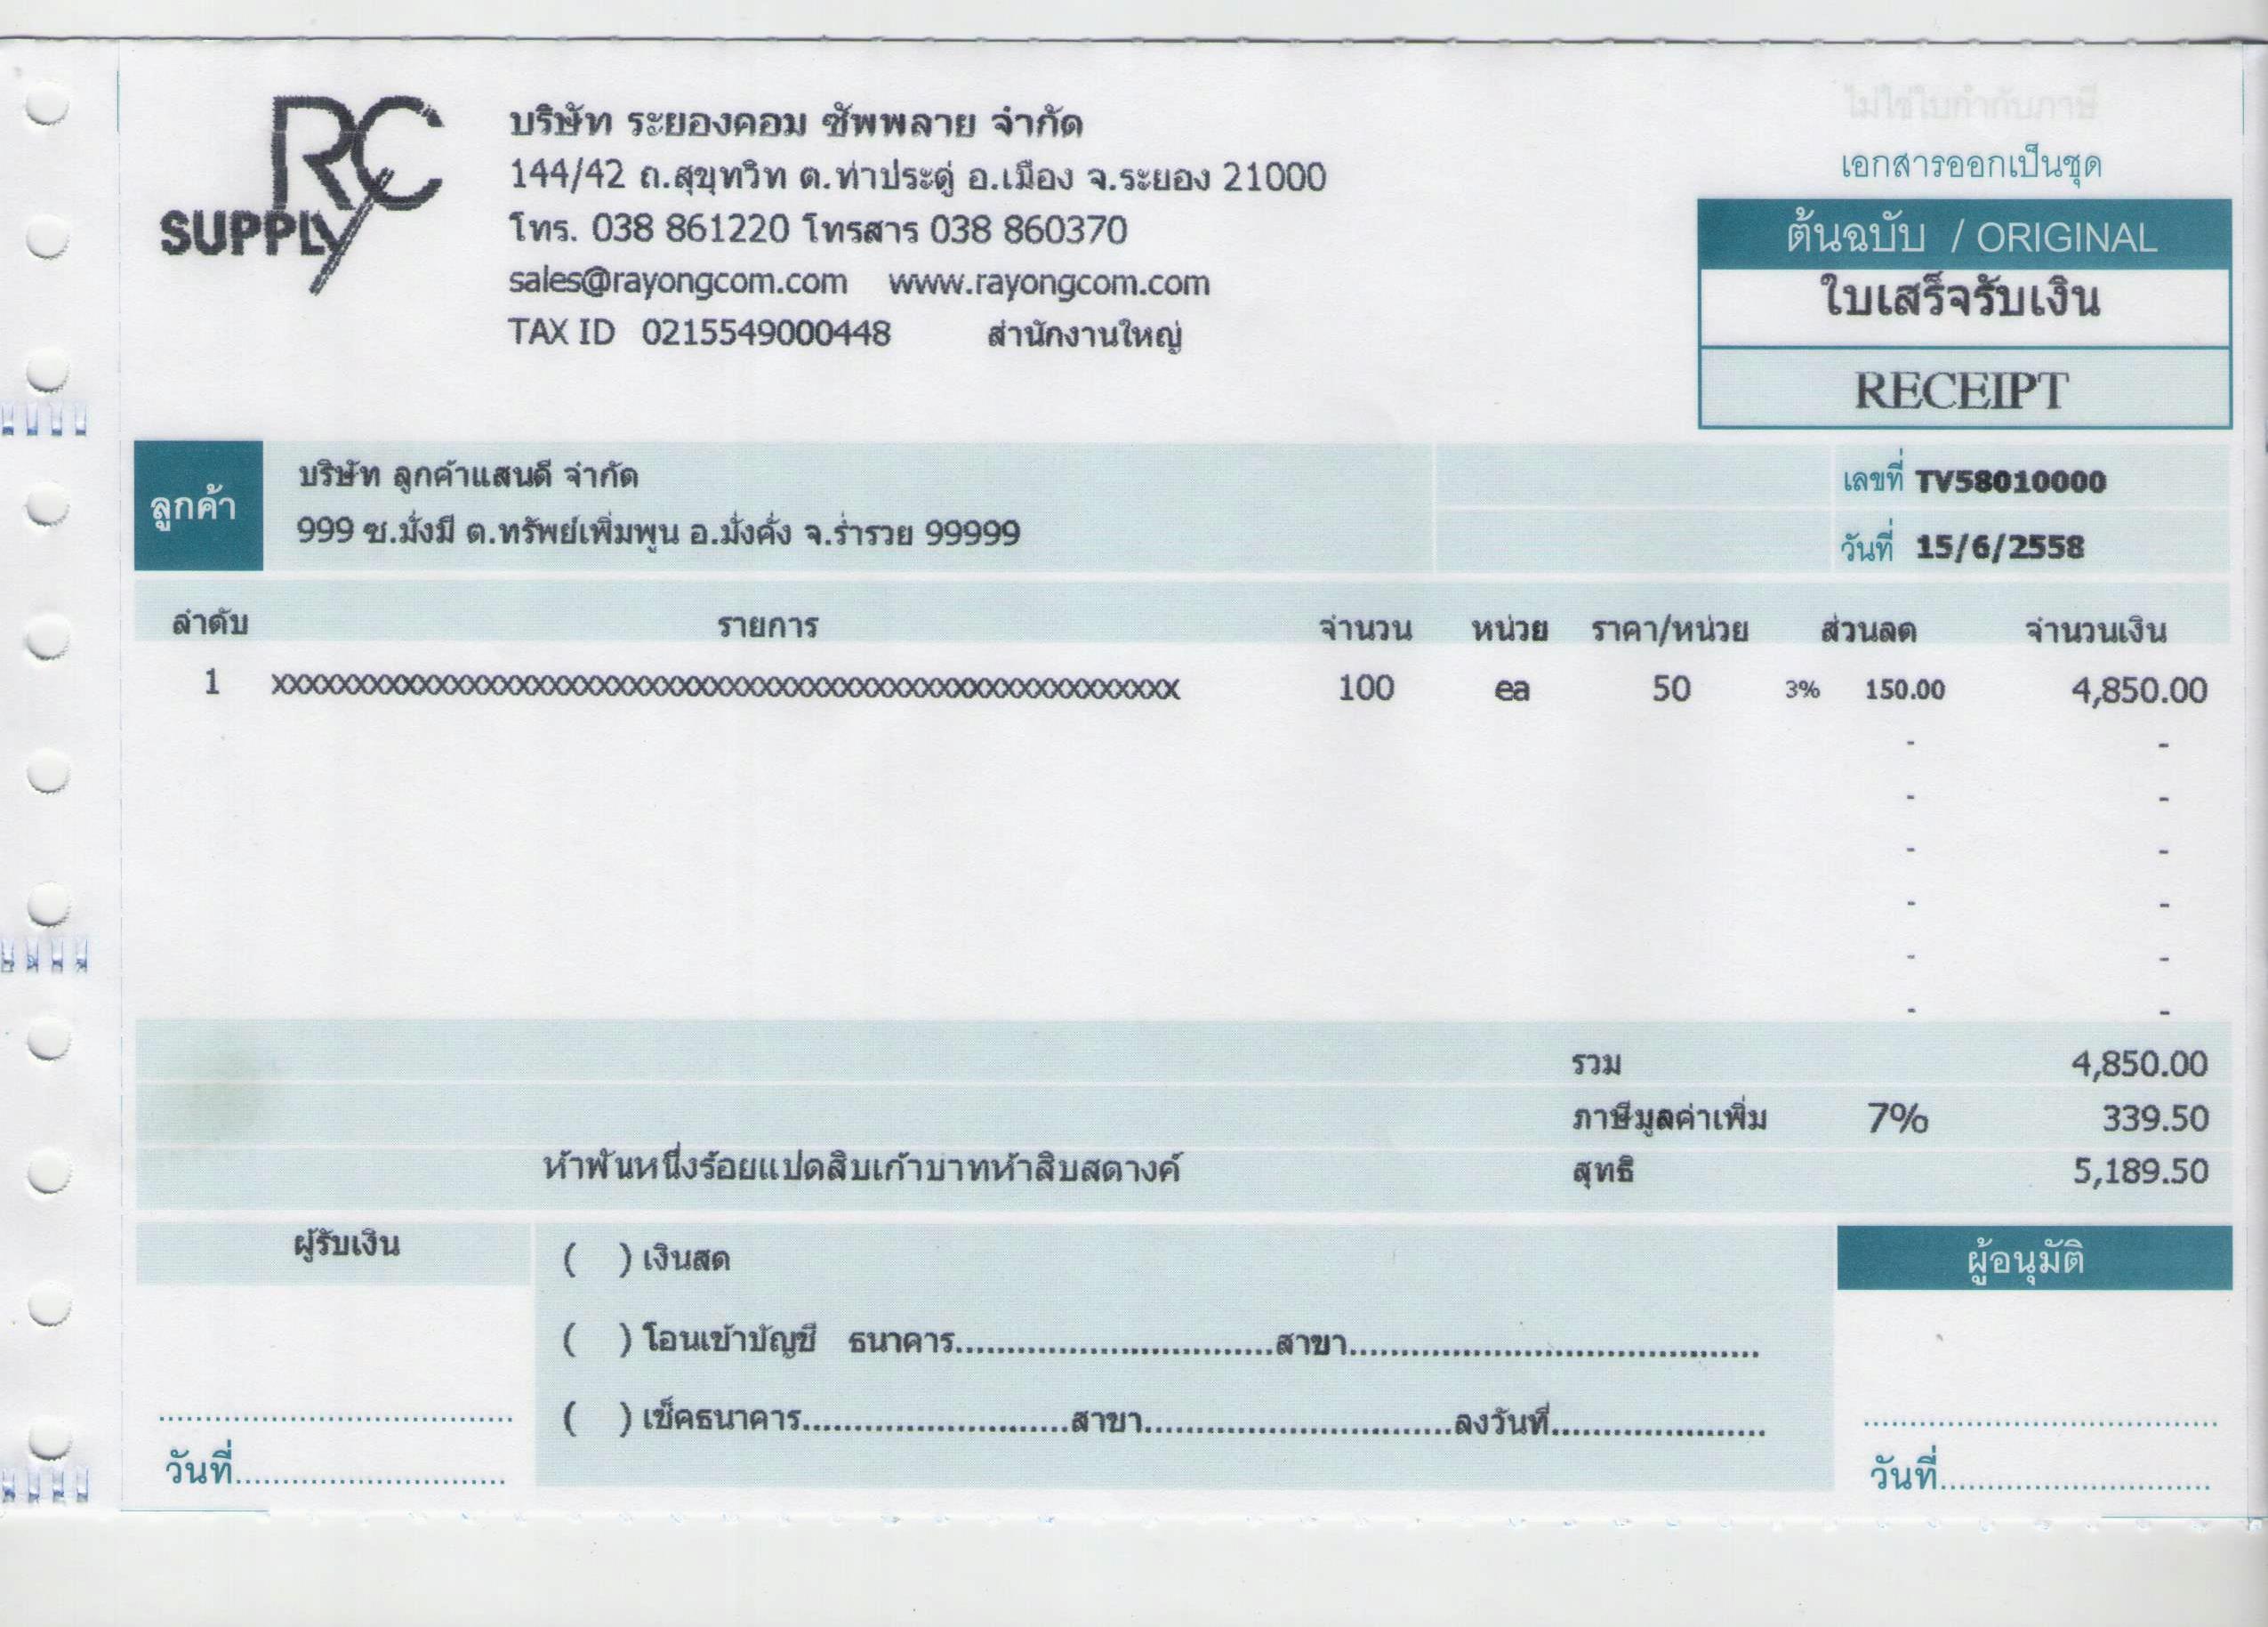 RC
SUPPLY
บริษัท ระยองคอม ซัพพลาย จำกัด
144/42 ถ.สุขุทวิท ต.ท่าประดู่ อ.เมือง จ.ระยอง 21000
โทร. 038 861220 โทรสาร 038 860370
sales@rayongcom.com www.rayongcom.com
TAX ID 0215549000448 สำนักงานใหญ่
ไม่ใช่ใบกำกับภาษี
เอกสารออกเป็นชุด
ต้นฉบับ / ORIGINAL
ใบเสร็จรับเงิน
RECEIPT
ลูกค้า
บริษัท ลูกค้าแสนดี จำกัด
999 ซ.มั่งมี ต.ทรัพย์เพิ่มพูน อ.มั่งคั่ง จ.ร่ำรวย 99999
เลขที่ TV58010000
วันที่ 15/6/2558
ลำดับ รายการ จำนวน หน่วย ราคา/หน่วย ส่วนลด จำนวนเงิน
1 xxxxxxxxxxxxxxxxxxxxxxxxxxxxxxxxxxxxxxxxxxxxxxxxxxxxxxxxxxxxxxxxxxxxx 100 ea 50 3% 150.00 4,850.00
- -
- -
- -
- -
- -
- -
รวม 4,850.00
ภาษีมูลค่าเพิ่ม 7% 339.50
ห้าพันหนึ่งร้อยแปดสิบเก้าบาทห้าสิบสตางค์ สุทธิ 5,189.50
ผู้รับเงิน
( ) เงินสด
( ) โอนเข้าบัญชี ธนาคาร...............................สาขา........................................
( ) เช็คธนาคาร..........................สาขา..............................ลงวันที่.....................
วันที่.............................
ผู้อนุมัติ
วันที่.............................